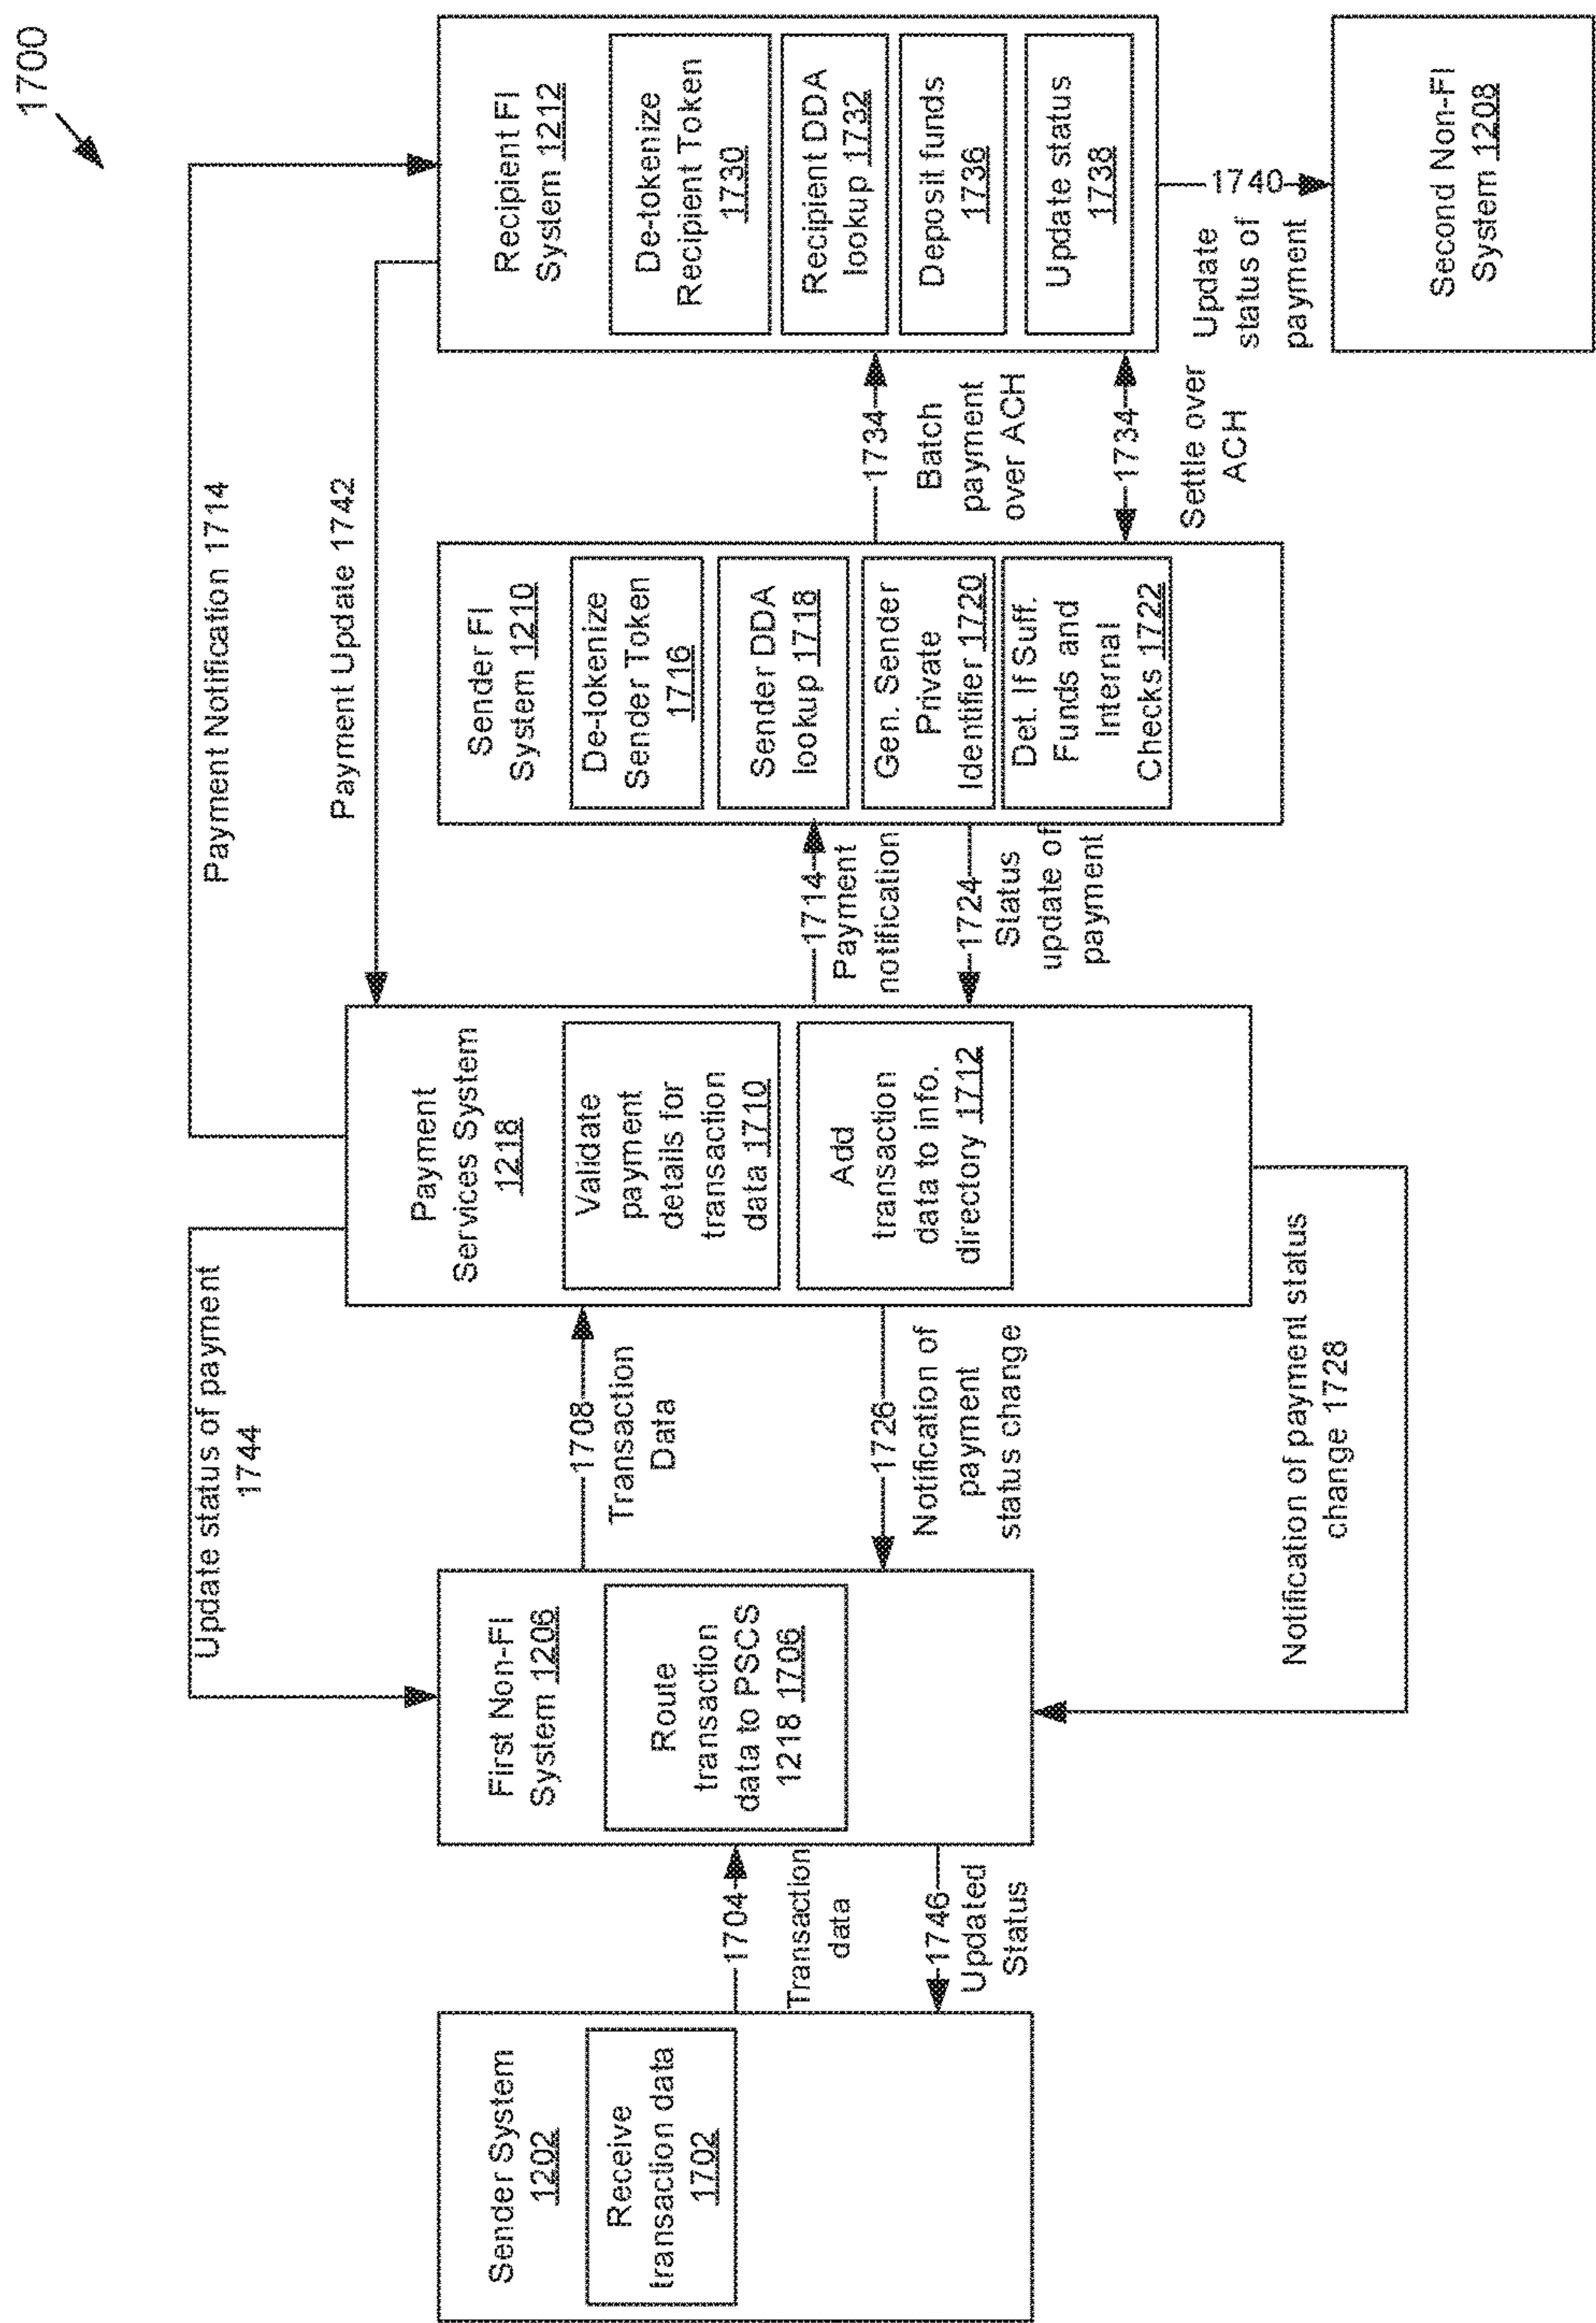 1700
Payment Notification 1714
Payment Update 1742
Update status of payment
1744
Sender System
1202
Receive
transaction data
1702
1704
Transaction
data
1746
Updated
Status
First Non-FI
System 1206
Route
transaction
data to PSCS
1218 1706
1708
Transaction
Data
1726
Notification of
payment
status change
Notification of payment status
change 1728
Payment
Services System
1218
Validate
payment
details for
transaction
data 1710
Add
transaction
data to info.
directory 1712
1714
Payment
notification
1724
Status
update of
payment
Sender FI
System 1210
De-tokenize
Sender Token
1716
Sender DDA
lookup 1718
Gen. Sender
Private
Identifier 1720
Det. If Suff.
Funds and
Internal
Checks 1722
1734
Batch
payment
over ACH
1734
Settle over
ACH
Recipient FI
System 1212
De-tokenize
Recipient Token
1730
Recipient DDA
lookup 1732
Deposit funds
1736
Update status
1738
1740
Update
status of
payment
Second Non-FI
System 1208